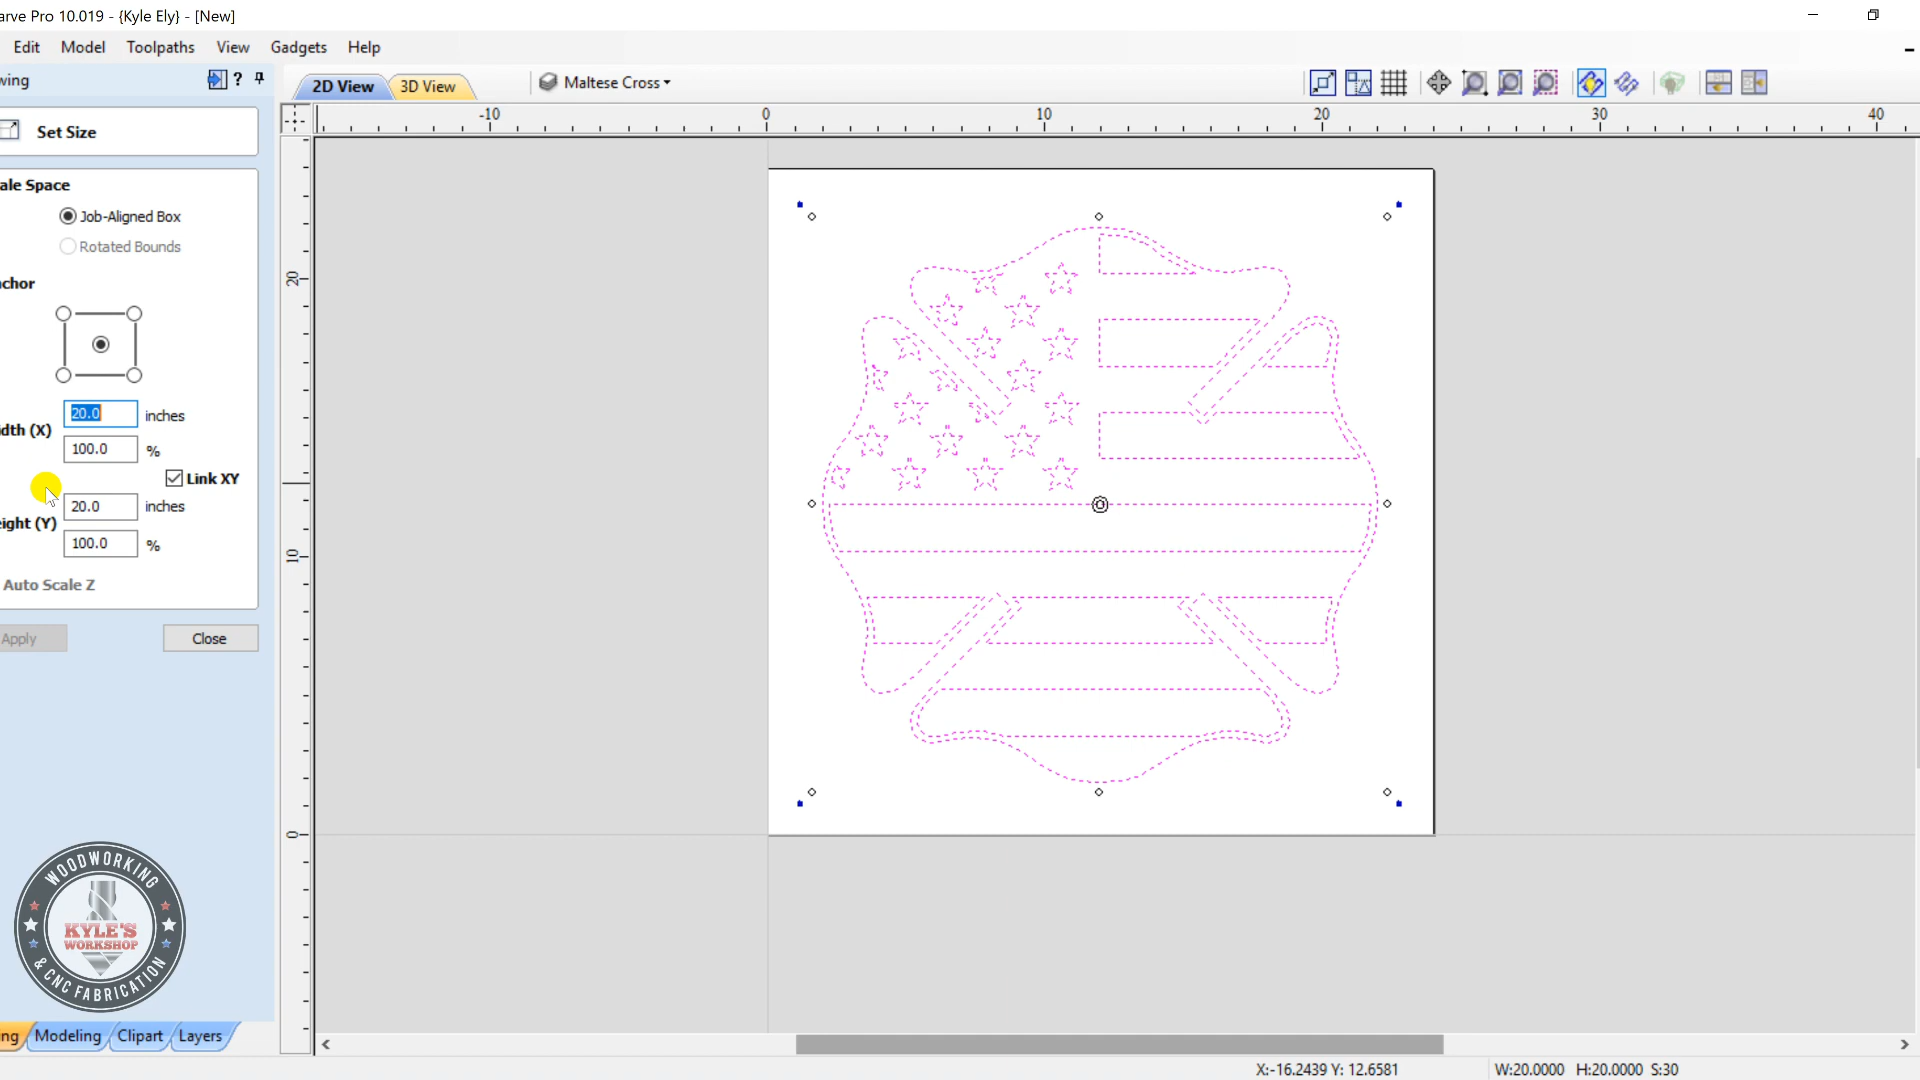 arve Pro 10.019 - {Kyle Ely} - [New]
Edit Model Toolpaths View Gadgets Help
wing ?
2D View 3D View Maltese Cross
-10 0 10 20 30 40
Set Size
ale Space
Job-Aligned Box
Rotated Bounds
chor
20.0 inches
dth (X)
100.0 %
Link XY
20.0 inches
eight (Y)
100.0 %
Auto Scale Z
Apply Close
20
10
0
WOODWORKING
KYLE'S
WORKSHOP
& CNC FABRICATION
ing Modeling Clipart Layers
X:-16.2439 Y: 12.6581 W:20.0000 H:20.0000 S:30